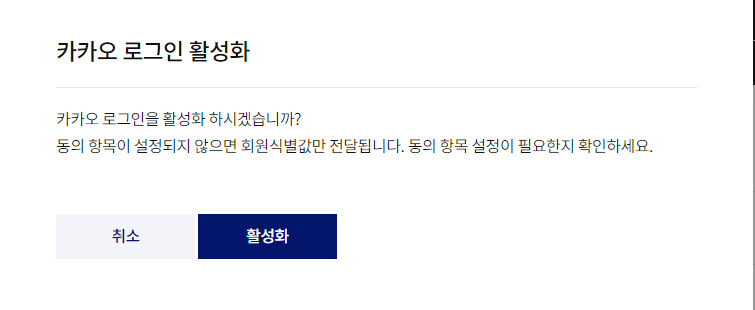 카카오 로그인 활성화
카카오 로그인을 활성화 하시겠습니까?
동의 항목이 설정되지 않으면 회원식별값만 전달됩니다. 동의 항목 설정이 필요한지 확인하세요.
취소 활성화